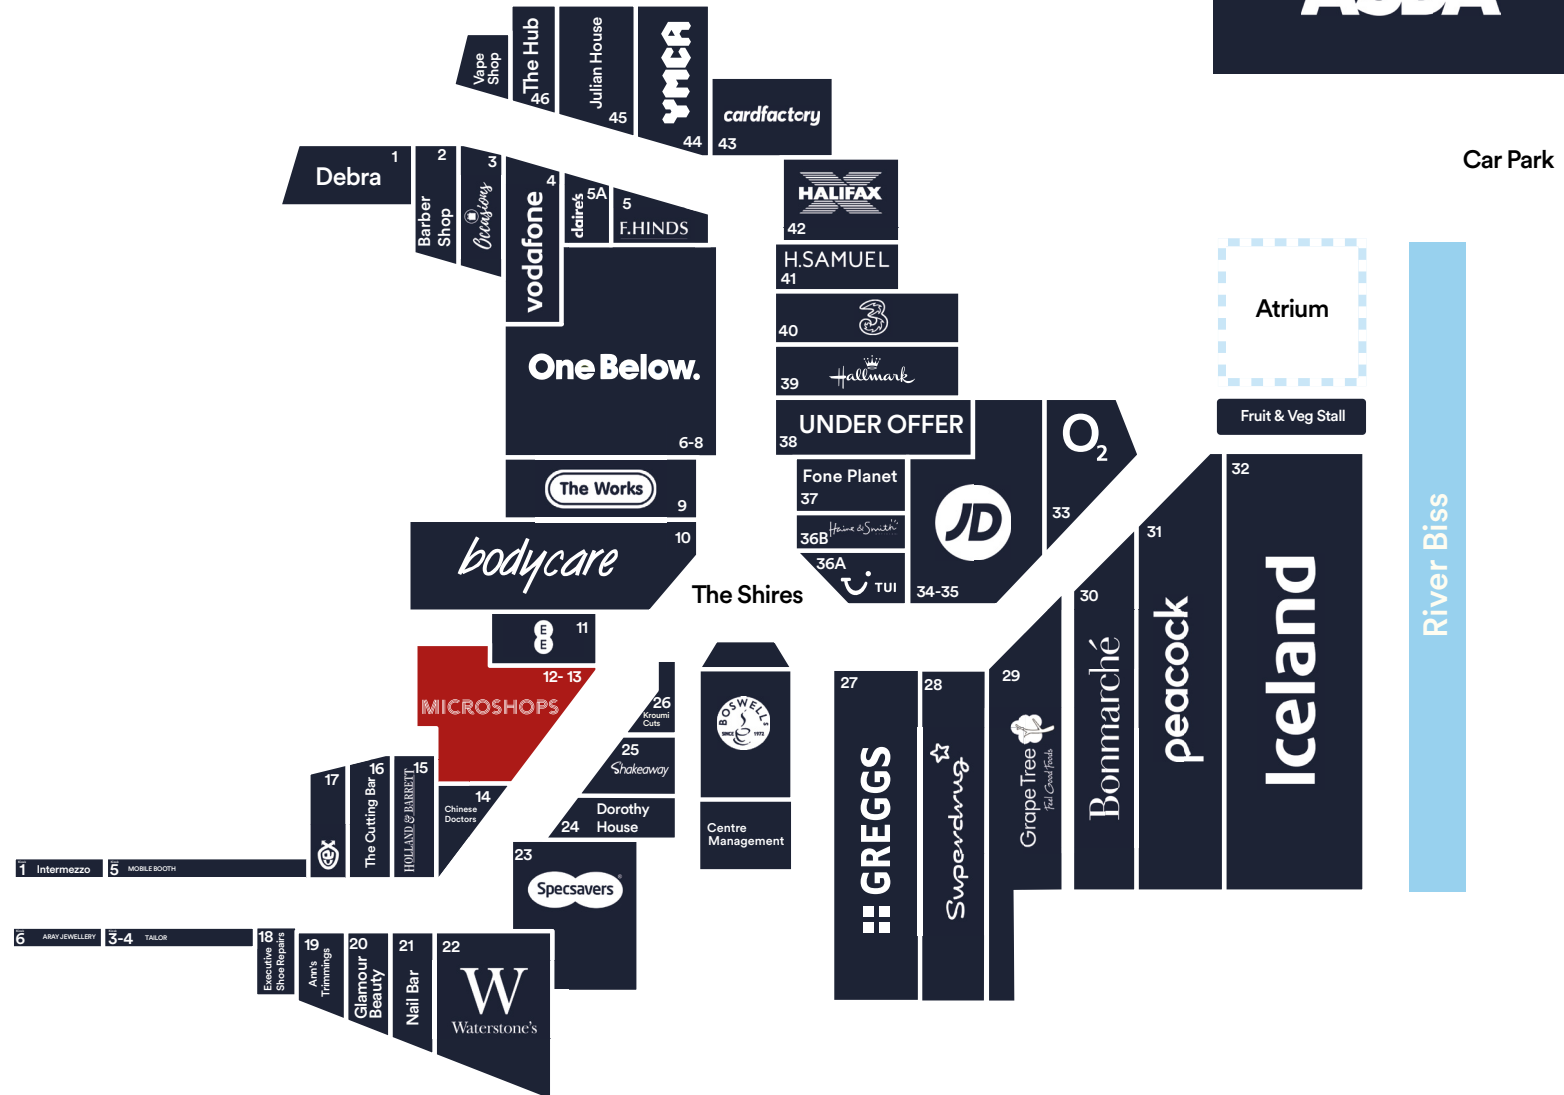 ASDA
Car Park
Vape
Shop
The Hub
46
Julian House
45
YMCA
44
cardfactory
43
Debra
1
Barber
Shop
2
Occasions
3
vodafone
4
claire's
5A
5
F.HINDS
HALIFAX
42
H.SAMUEL
41
3
40
Hallmark
39
UNDER OFFER
38
One Below.
6-8
The Works
9
bodycare
10
Fone Planet
37
Haine & Smith
36B
36A
TUI
JD
34-35
O2
33
Atrium
Fruit & Veg Stall
River Biss
The Shires
EE
11
12- 13
MICROSHOPS
Chinese
Doctors
14
HOLLAND & BARRETT
15
The Cutting Bar
16
cex
17
1 Intermezzo
5 MOBILE BOOTH
6 ARAY JEWELLERY
3-4 TAILOR
18
Executive
Shoe Repairs
19
Ann's
Trimmings
20
Glamour
Beauty
21
Nail Bar
22
W
Waterstone's
23
Specsavers
24
Dorothy
House
25
Shakeaway
26
Kroumi
Cuts
BOSWELLS
SINCE 1972
Centre
Management
27
GREGGS
28
Superdrug
29
Grape Tree
Feel Good Foods
30
Bonmarché
31
peacock
32
Iceland